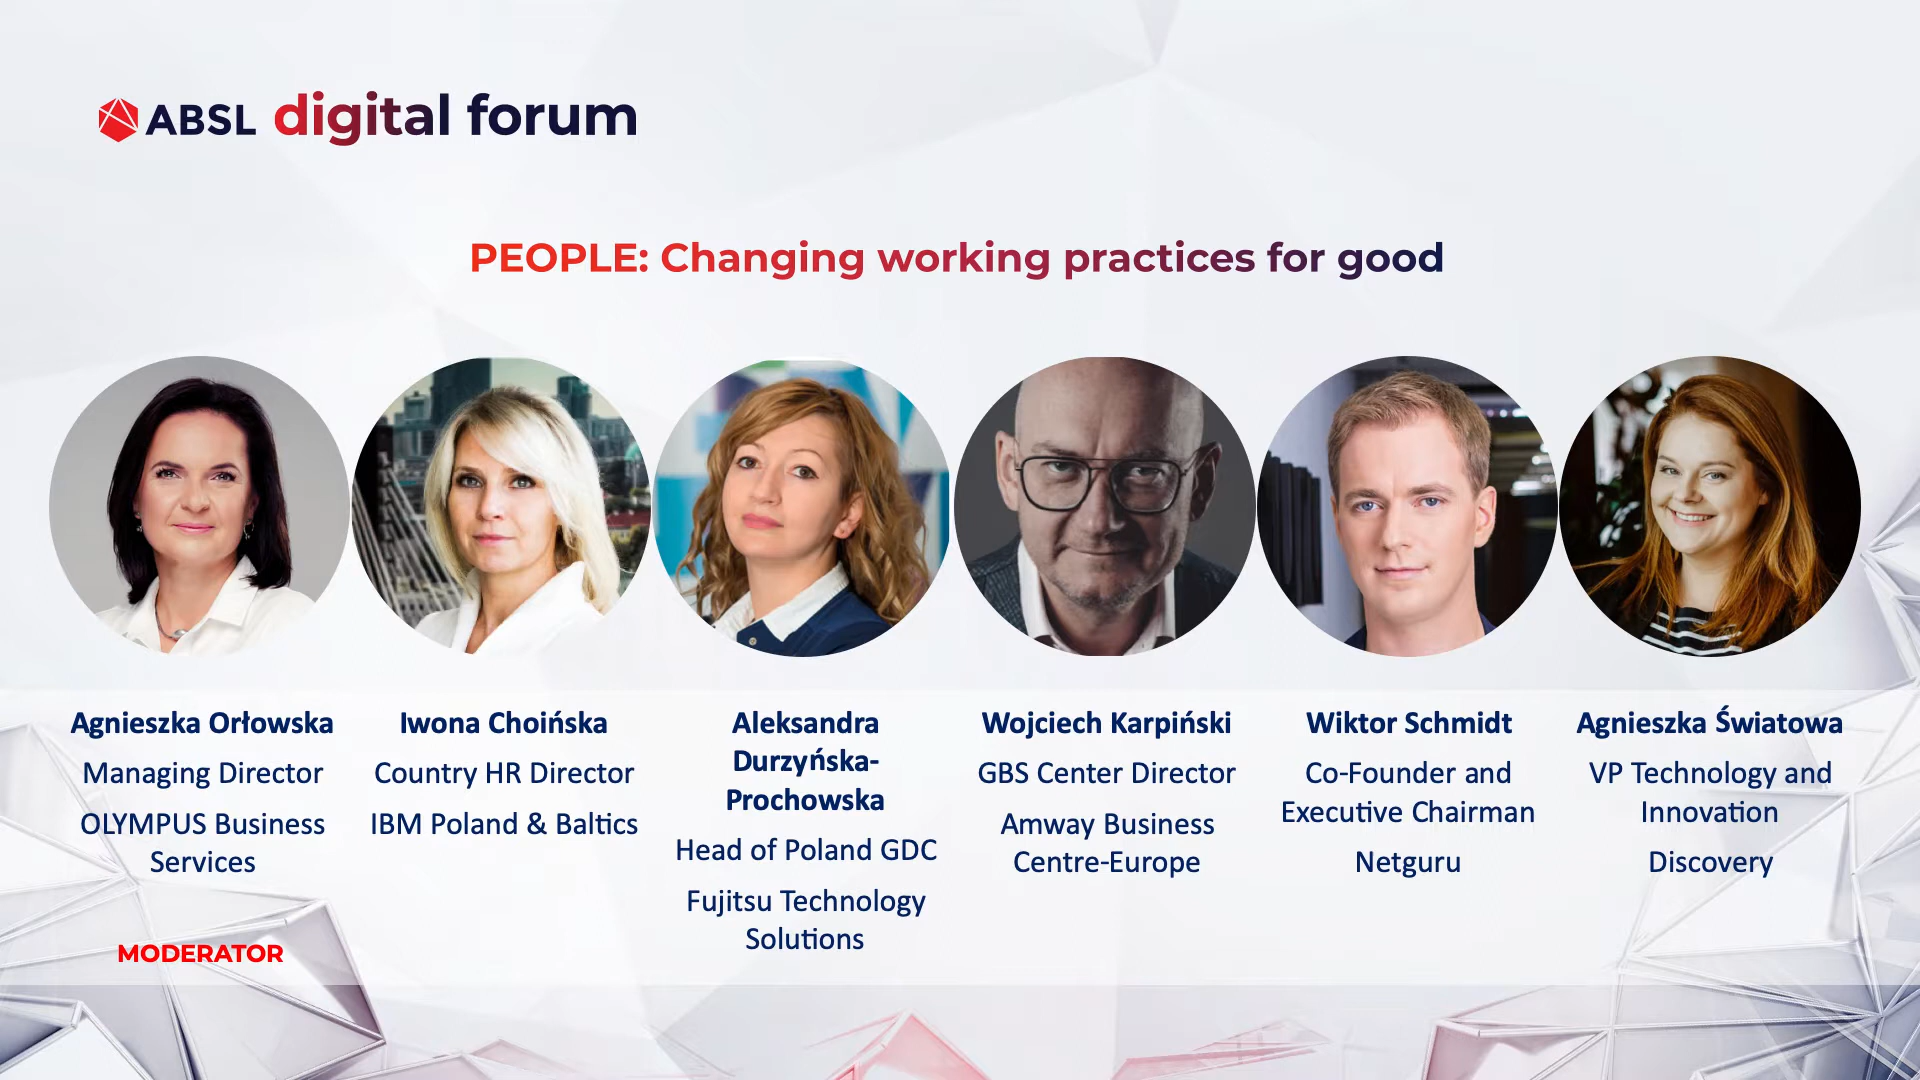 ABSL digital forum
PEOPLE: Changing working practices for good
Agnieszka Orłowska
Managing Director
OLYMPUS Business
Services
MODERATOR
Iwona Choińska
Country HR Director
IBM Poland & Baltics
Aleksandra
Durzyńska-
Prochowska
Head of Poland GDC
Fujitsu Technology
Solutions
Wojciech Karpiński
GBS Center Director
Amway Business
Centre-Europe
Wiktor Schmidt
Co-Founder and
Executive Chairman
Netguru
Agnieszka Światowa
VP Technology and
Innovation
Discovery